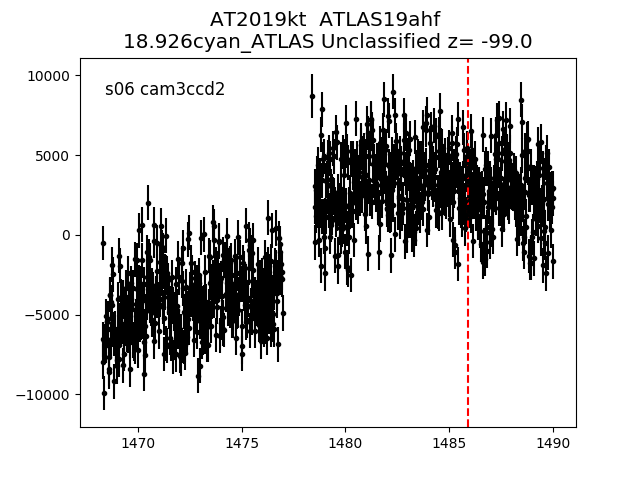 AT2019kt  ATLAS19ahf
18.926cyan_ATLAS Unclassified z= -99.0
s06 cam3ccd2
10000
5000
0
−5000
−10000
1470 1475 1480 1485 1490